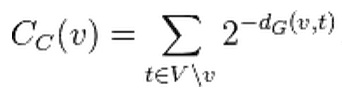 C_C(v) = \sum_{t \in V \setminus v} 2^{-d_G(v,t)}